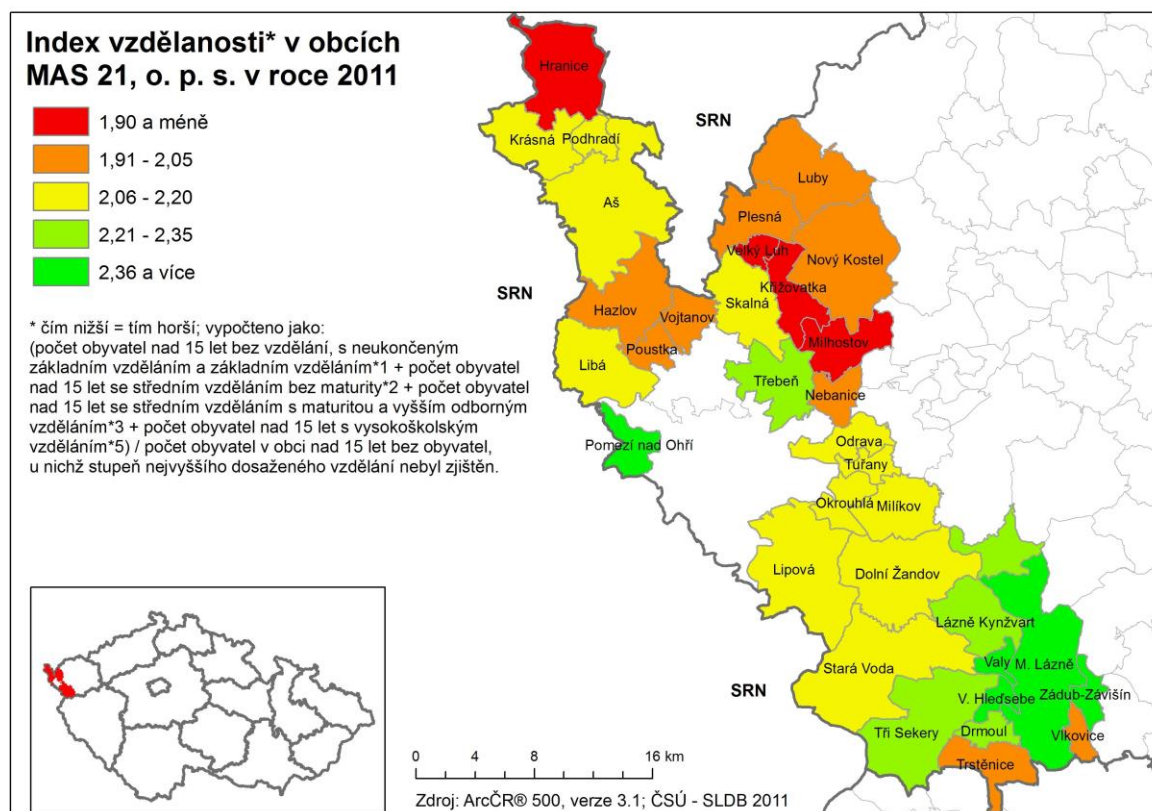 Index vzdělanosti* v obcích
MAS 21, o. p. s. v roce 2011
1,90 a méně
1,91 - 2,05
2,06 - 2,20
2,21 - 2,35
2,36 a více
* čím nižší = tím horší; vypočteno jako:
(počet obyvatel nad 15 let bez vzdělání, s neukončeným
základním vzděláním a základním vzděláním*1 + počet obyvatel
nad 15 let se středním vzděláním bez maturity*2 + počet obyvatel
nad 15 let se středním vzděláním s maturitou a vyšším odborným
vzděláním*3 + počet obyvatel nad 15 let s vysokoškolským
vzděláním*5) / počet obyvatel v obci nad 15 let bez obyvatel,
u nichž stupeň nejvyššího dosaženého vzdělání nebyl zjištěn.
Hranice
SRN
Krásná
Podhradí
Aš
Luby
Plesná
Velký Luh
Nový Kostel
Křižovatka
SRN
Skalná
Hazlov
Vojtanov
Milhostov
Poustka
Libá
Třebeň
Nebanice
Pomezí nad Ohří
Odrava
Tuřany
Okrouhlá
Milíkov
Lipová
Dolní Žandov
Lázně Kynžvart
Stará Voda
Valy
M. Lázně
SRN
V. Hleďsebe
Zádub-Závišín
Tři Sekery
Drmoul
Vlkovice
Trstěnice
0 4 8 16 km
Zdroj: ArcČR® 500, verze 3.1; ČSÚ - SLDB 2011